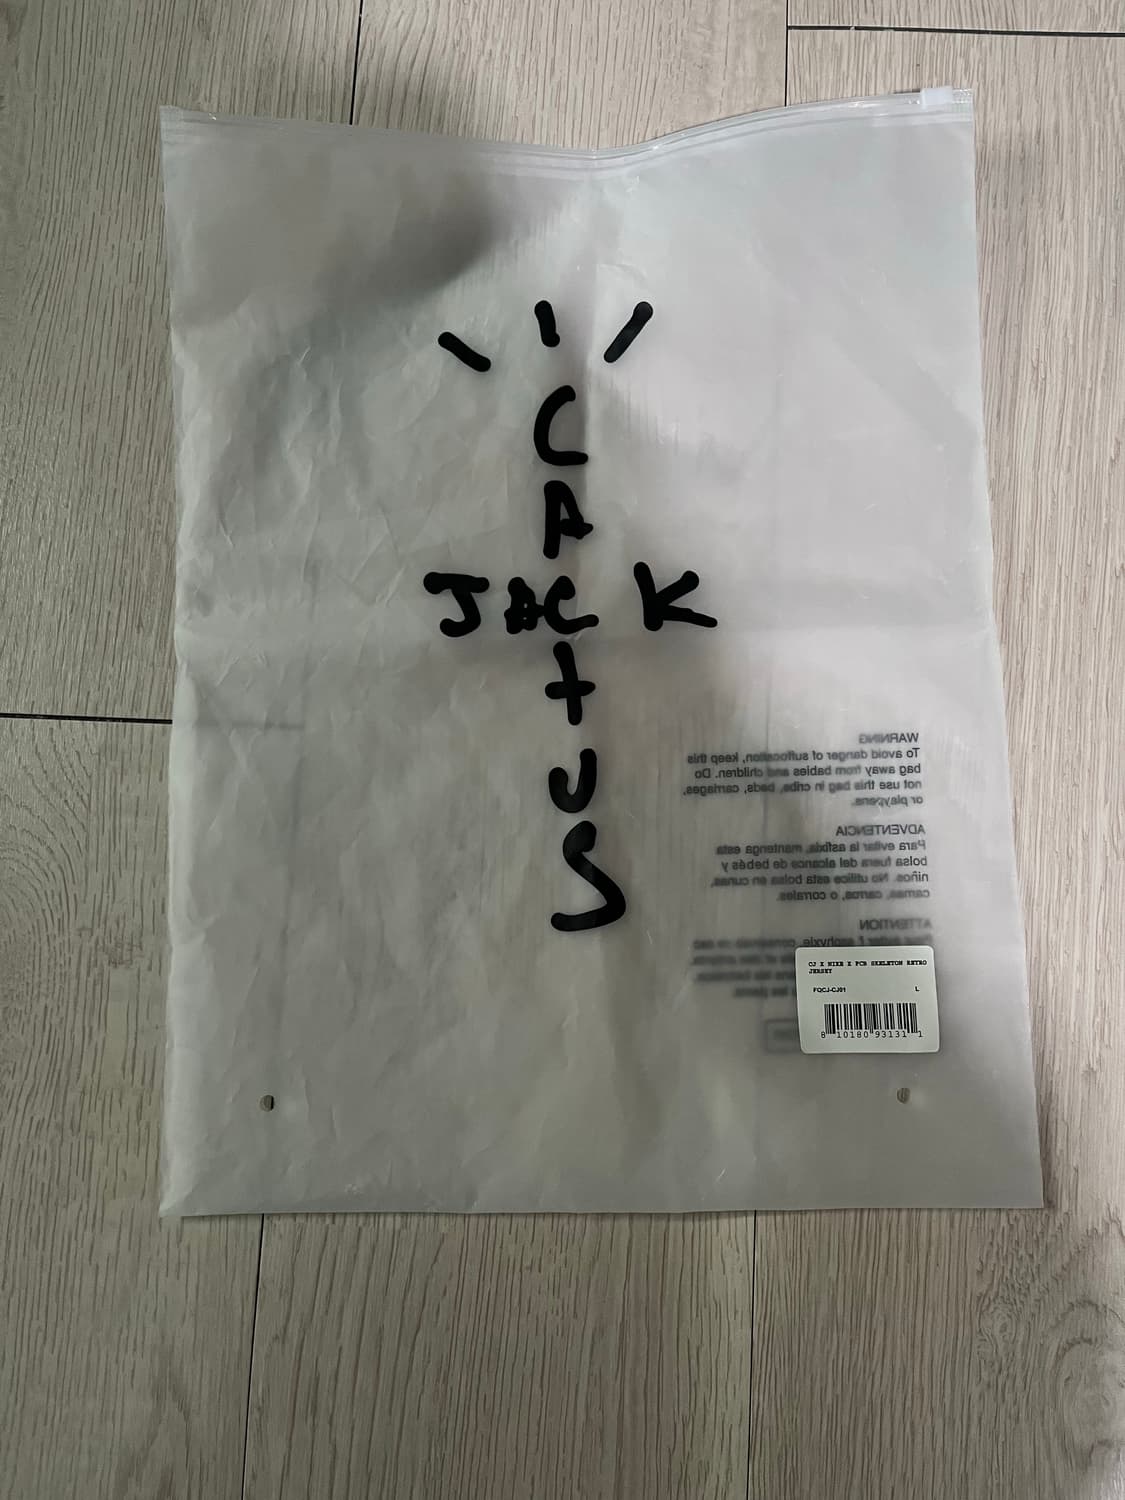 C
A
JACK
T
U
S
WARNING
To avoid danger of suffocation, keep this
bag away from babies and children. Do
not use this bag in cribs, beds, carriages,
or playpens.
ADVENTENCIA
Para evitar la asfixia, mantenga esta
bolsa fuera del alcance de bebés y
niños. No utilice esta bolsa en cunas,
camas, carros, o corrales.
ATTENTION
CJ X NIKE X FCB SKELETON RETRO
JERSEY
FQCJ-CJ01 L
8 10180 93131 1